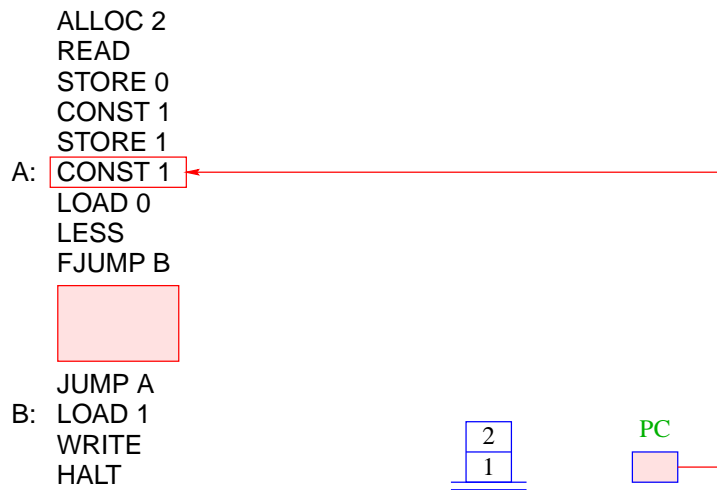 ALLOC 2
READ
STORE 0
CONST 1
STORE 1
A: CONST 1
LOAD 0
LESS
FJUMP B
JUMP A
B: LOAD 1
WRITE
HALT
2
1
PC